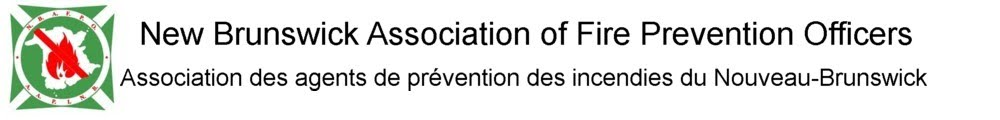 N.B.A.F.P.O.
New Brunswick Association of Fire Prevention Officers
Association des agents de prévention des incendies du Nouveau-Brunswick